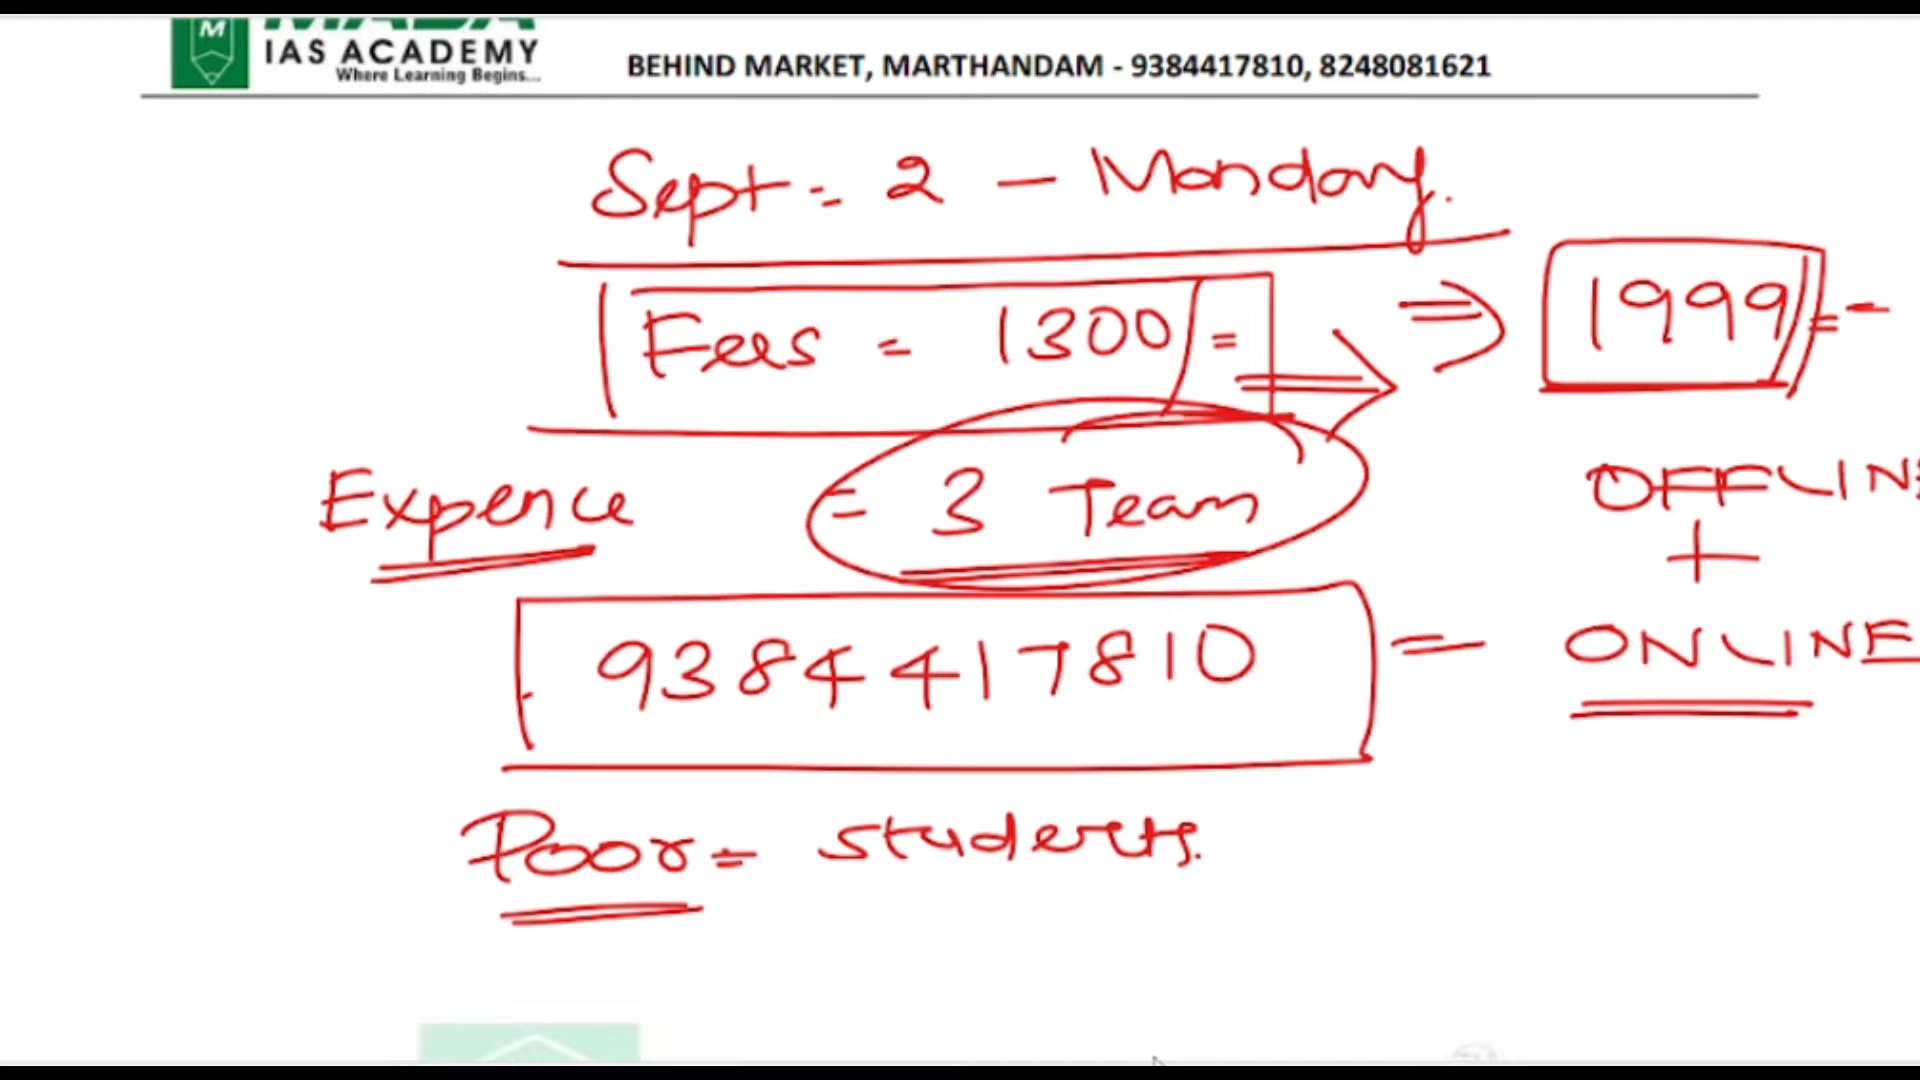 IAS ACADEMY
Where Learning Begins...
BEHIND MARKET, MARTHANDAM - 9384417810, 8248081621
Sept = 2 - Monday.
Fees = 1300/= ⇒ 1999/=-
Expence = 3 Team
OFFLINE
+
9384417810 = ONLINE
Poor = students.